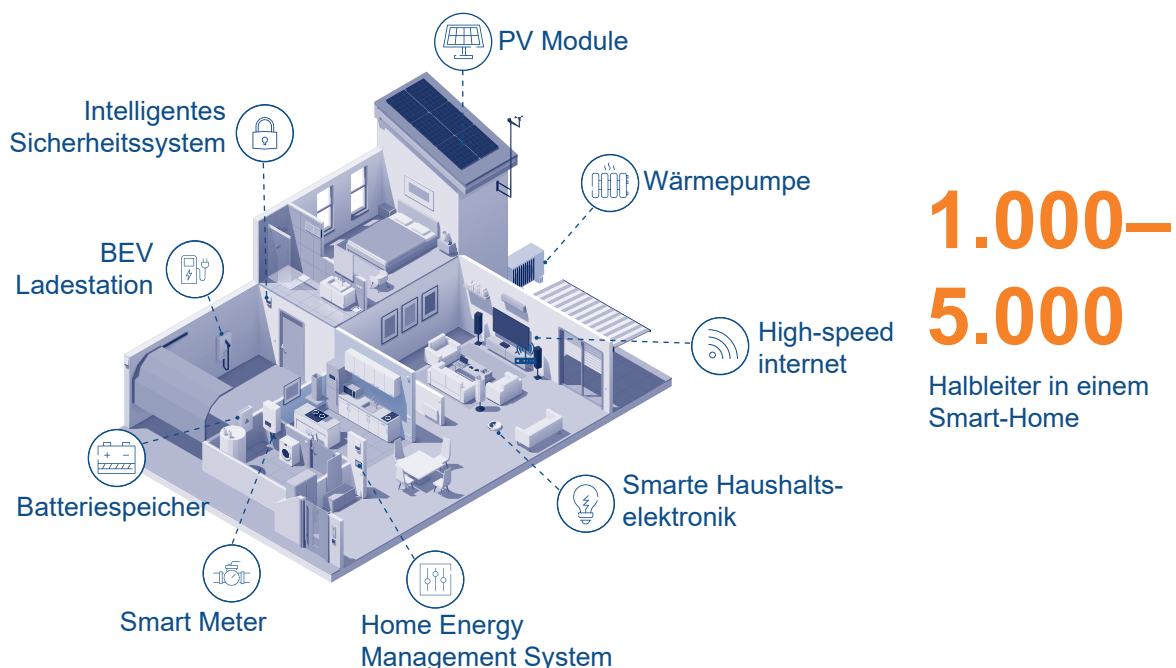 PV Module
Intelligentes
Sicherheitssystem
Wärmepumpe
1.000–
5.000
Halbleiter in einem
Smart-Home
BEV
Ladestation
High-speed
internet
Batteriespeicher
Smarte Haushalts-
elektronik
Smart Meter
Home Energy
Management System